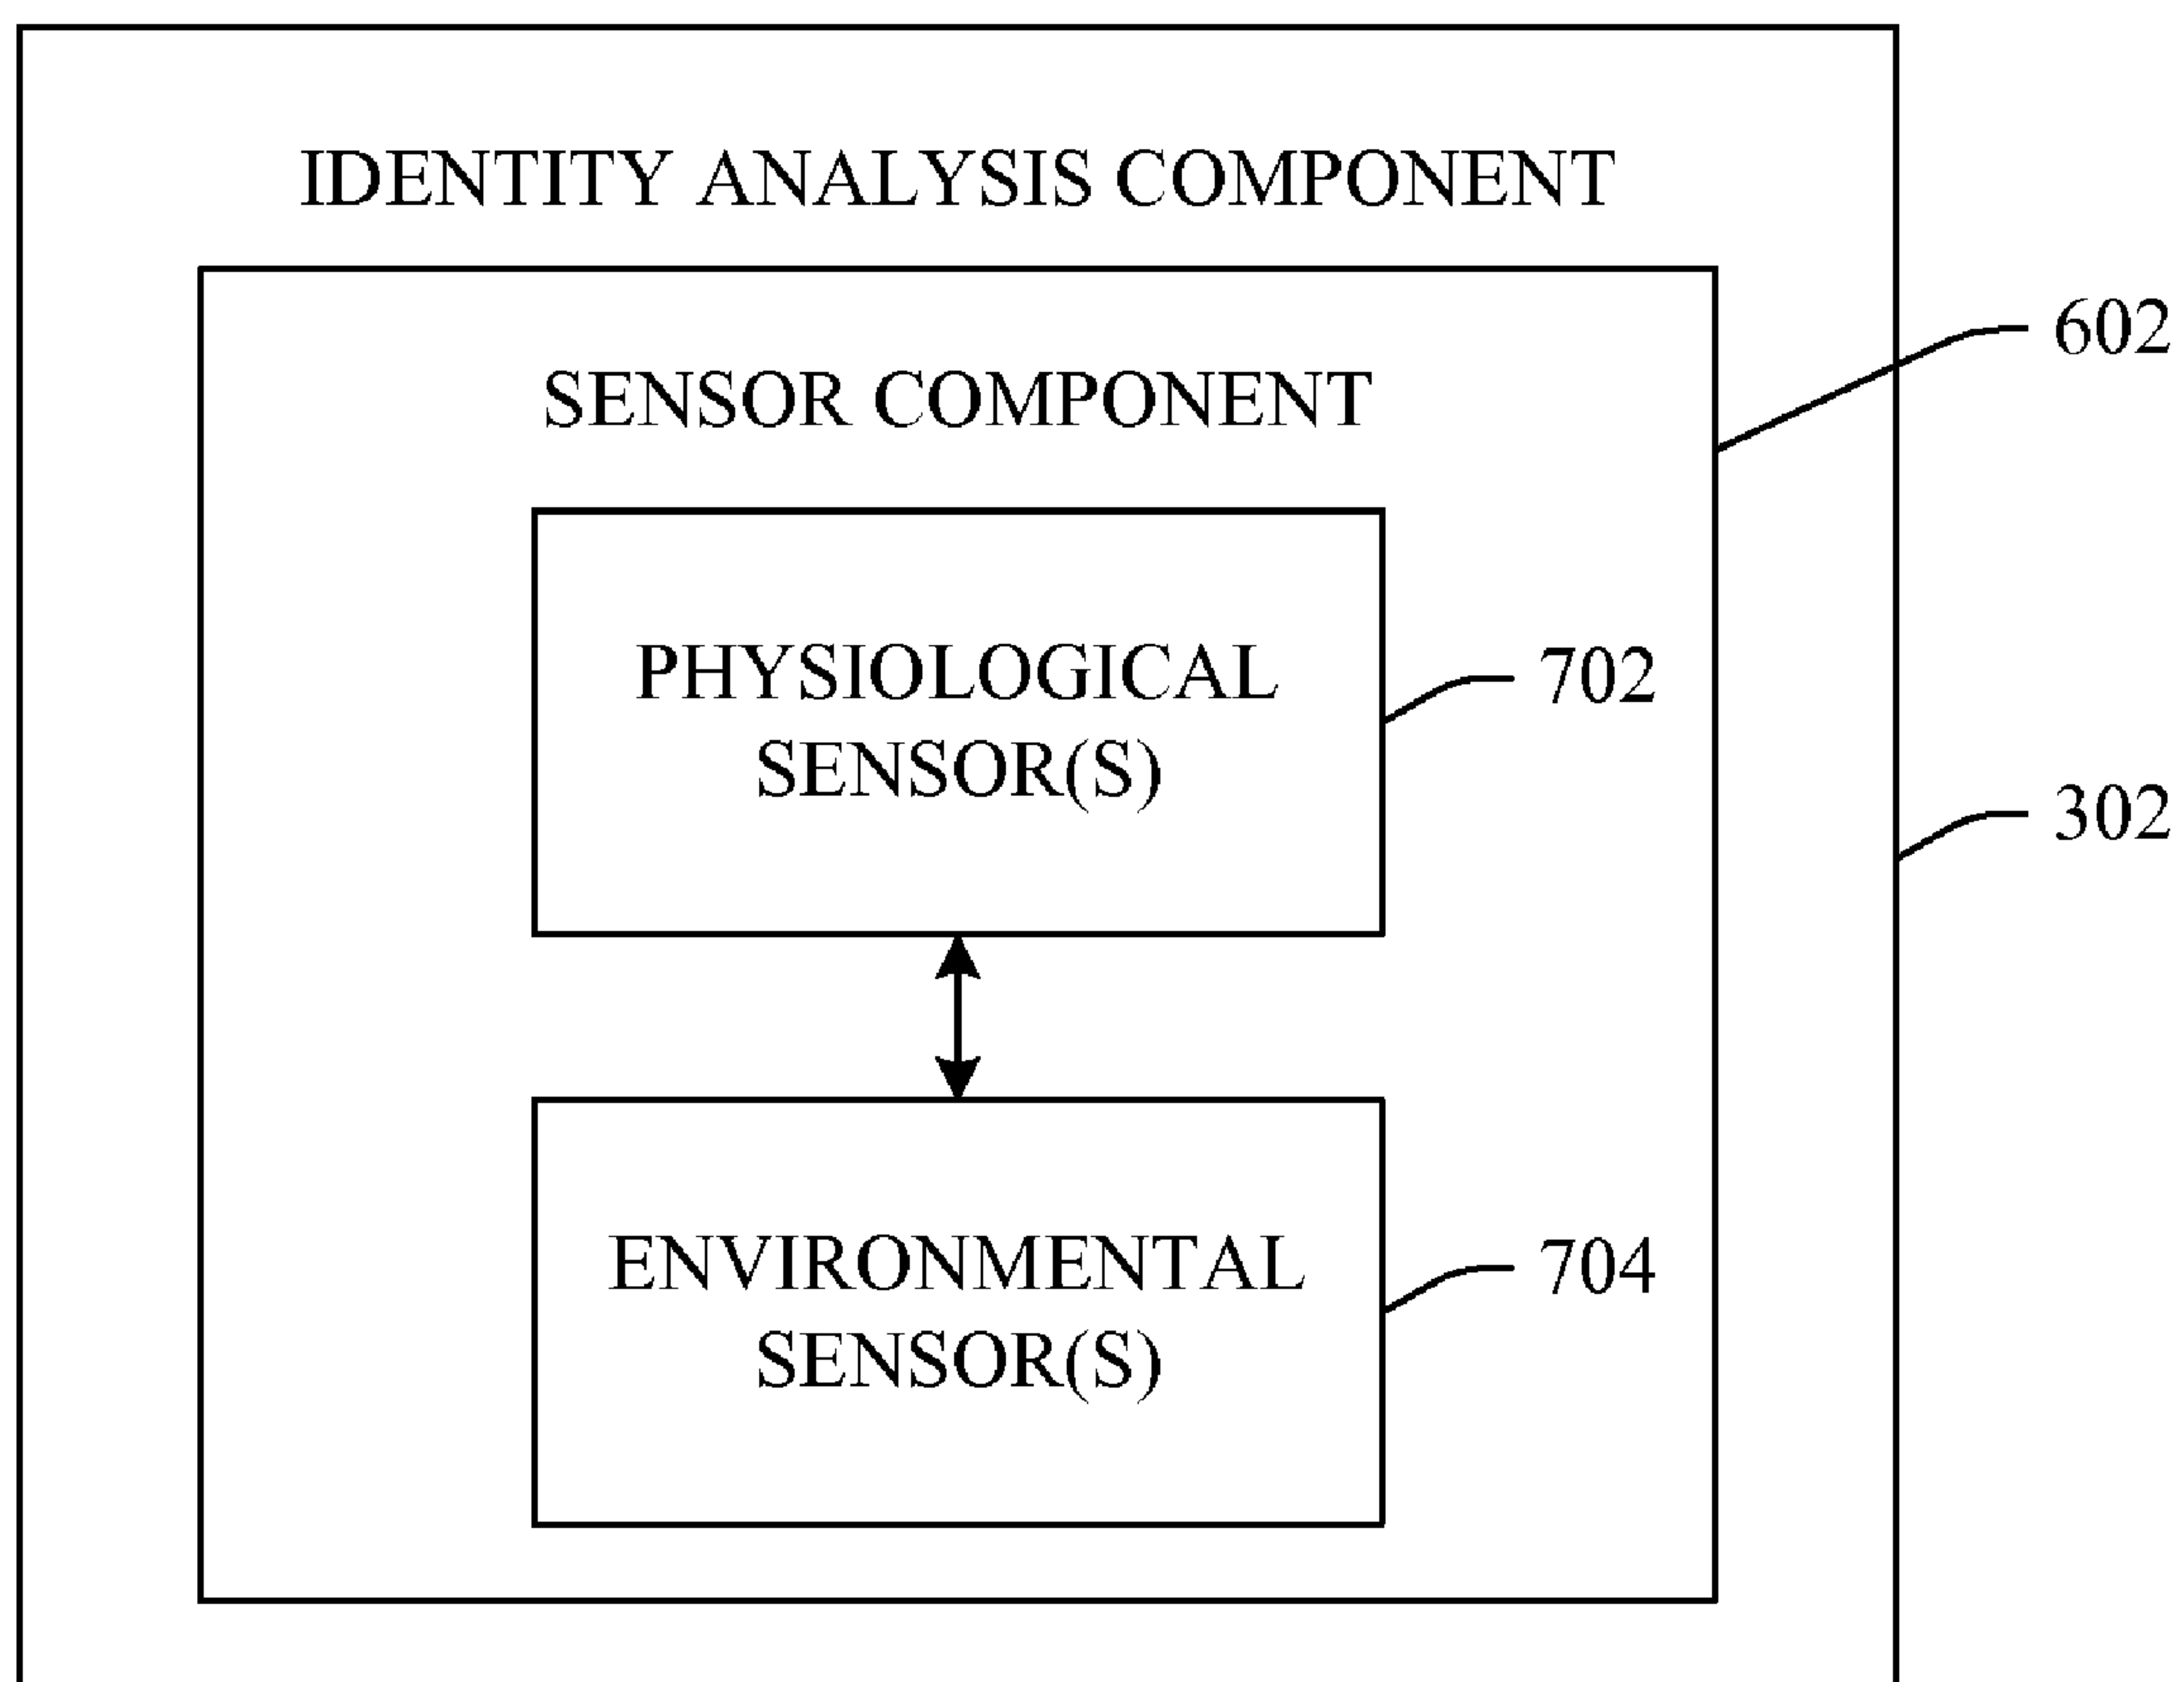 IDENTITY ANALYSIS COMPONENT
SENSOR COMPONENT
602
PHYSIOLOGICAL
SENSOR(S)
702
302
ENVIRONMENTAL
SENSOR(S)
704